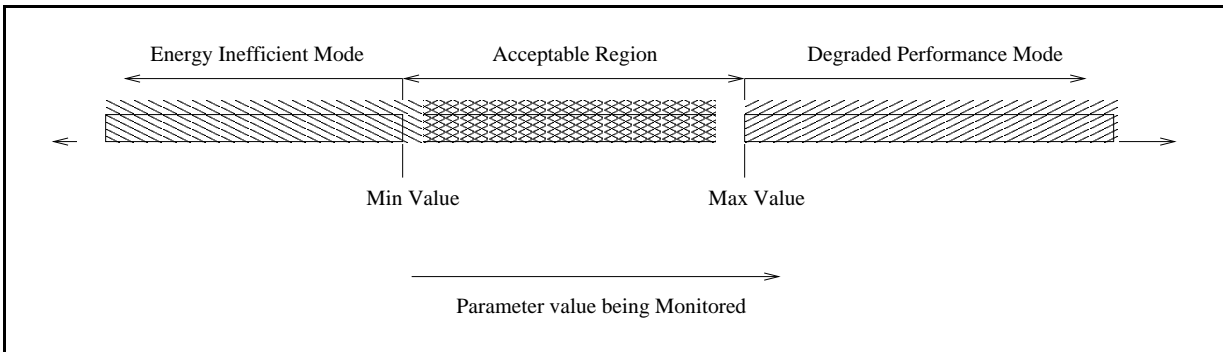 Energy Inefficient Mode
Acceptable Region
Degraded Performance Mode
Min Value
Max Value
Parameter value being Monitored